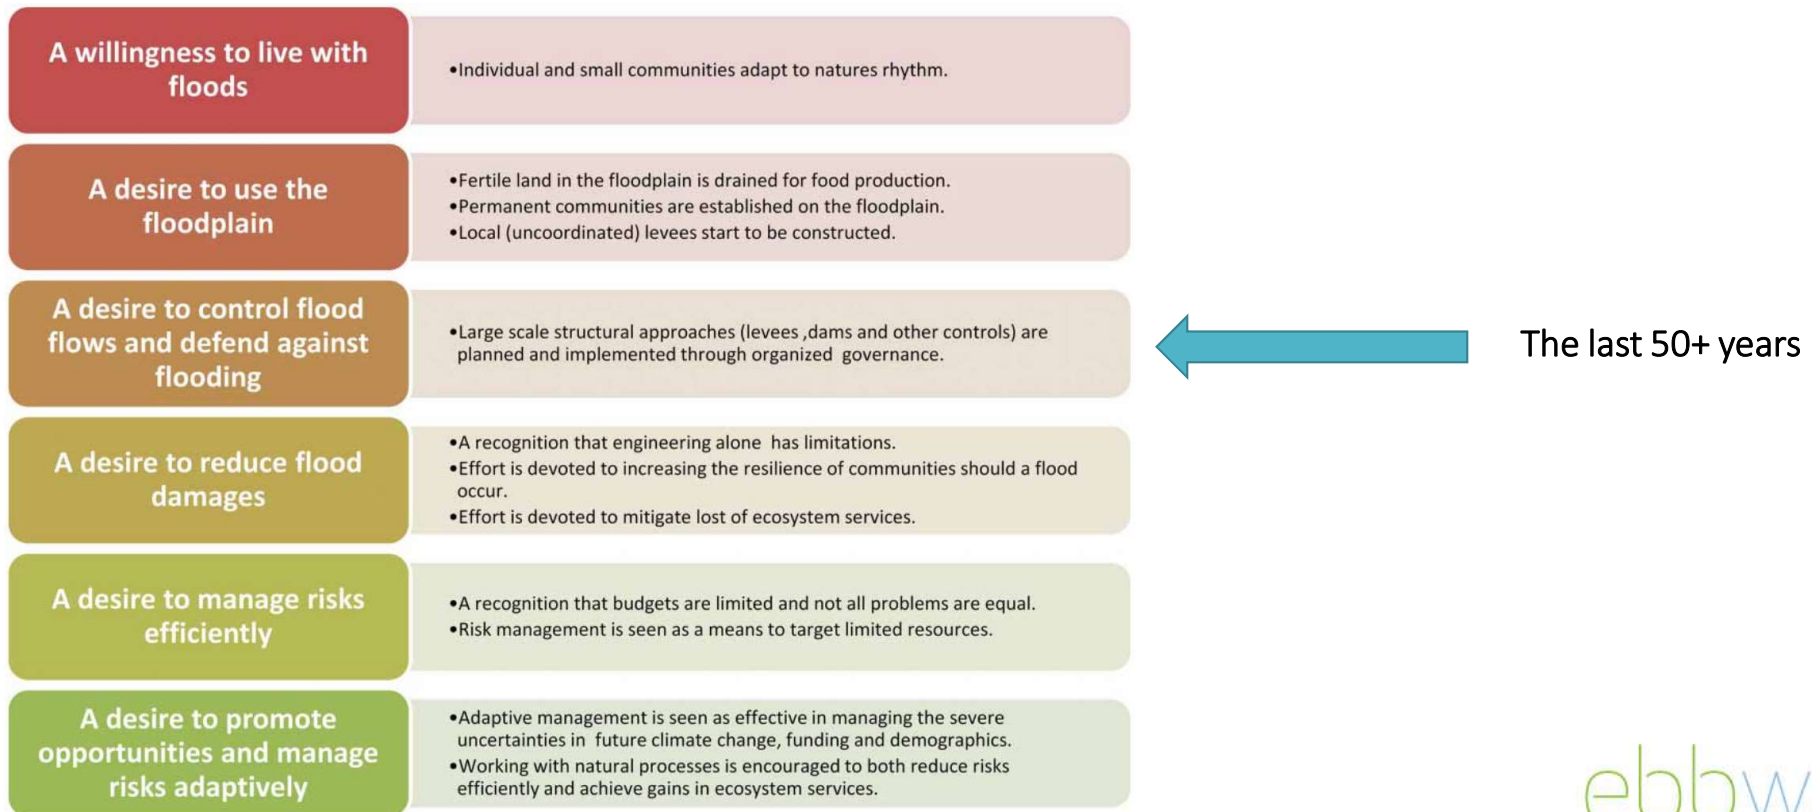 A willingness to live with
floods
•Individual and small communities adapt to natures rhythm.
A desire to use the
floodplain
•Fertile land in the floodplain is drained for food production.
•Permanent communities are established on the floodplain.
•Local (uncoordinated) levees start to be constructed.
A desire to control flood
flows and defend against
flooding
•Large scale structural approaches (levees ,dams and other controls) are
planned and implemented through organized governance.
The last 50+ years
A desire to reduce flood
damages
•A recognition that engineering alone has limitations.
•Effort is devoted to increasing the resilience of communities should a flood
occur.
•Effort is devoted to mitigate lost of ecosystem services.
A desire to manage risks
efficiently
•A recognition that budgets are limited and not all problems are equal.
•Risk management is seen as a means to target limited resources.
A desire to promote
opportunities and manage
risks adaptively
•Adaptive management is seen as effective in managing the severe
uncertainties in future climate change, funding and demographics.
•Working with natural processes is encouraged to both reduce risks
efficiently and achieve gains in ecosystem services.
ebbw